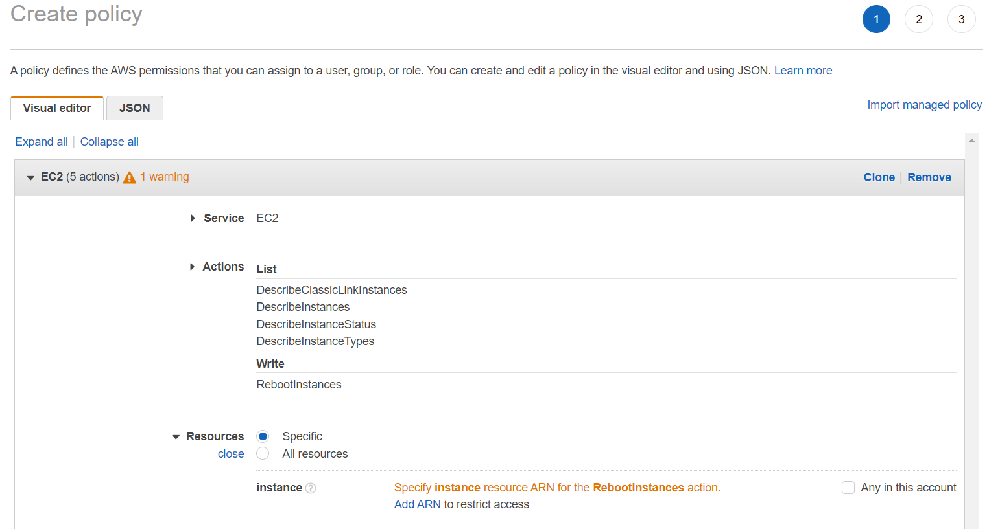 Create policy
1 2 3
A policy defines the AWS permissions that you can assign to a user, group, or role. You can create and edit a policy in the visual editor and using JSON. Learn more
Visual editor JSON Import managed policy
Expand all | Collapse all
EC2 (5 actions) 1 warning Clone | Remove
Service EC2
Actions List
DescribeClassicLinkInstances
DescribeInstances
DescribeInstanceStatus
DescribeInstanceTypes
Write
RebootInstances
Resources Specific
close All resources
instance ? Specify instance resource ARN for the RebootInstances action. Any in this account
Add ARN to restrict access